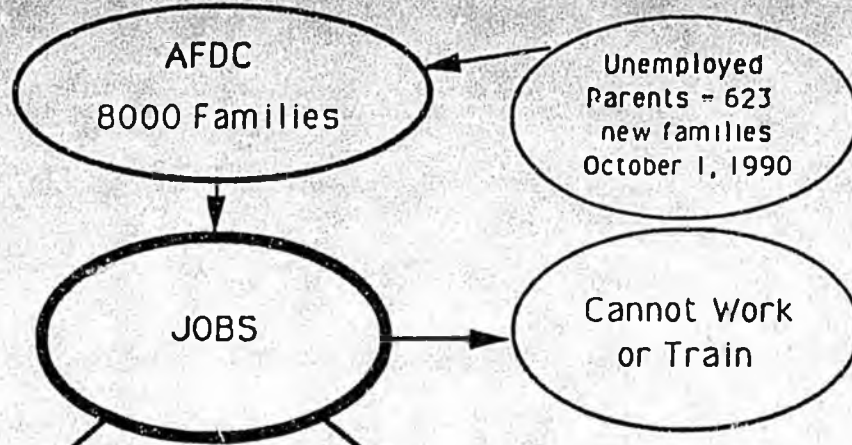 AFDC
8000 Families
Unemployed
Parents - 623
new families
October 1, 1990
JOBS
Cannot Work
or Train